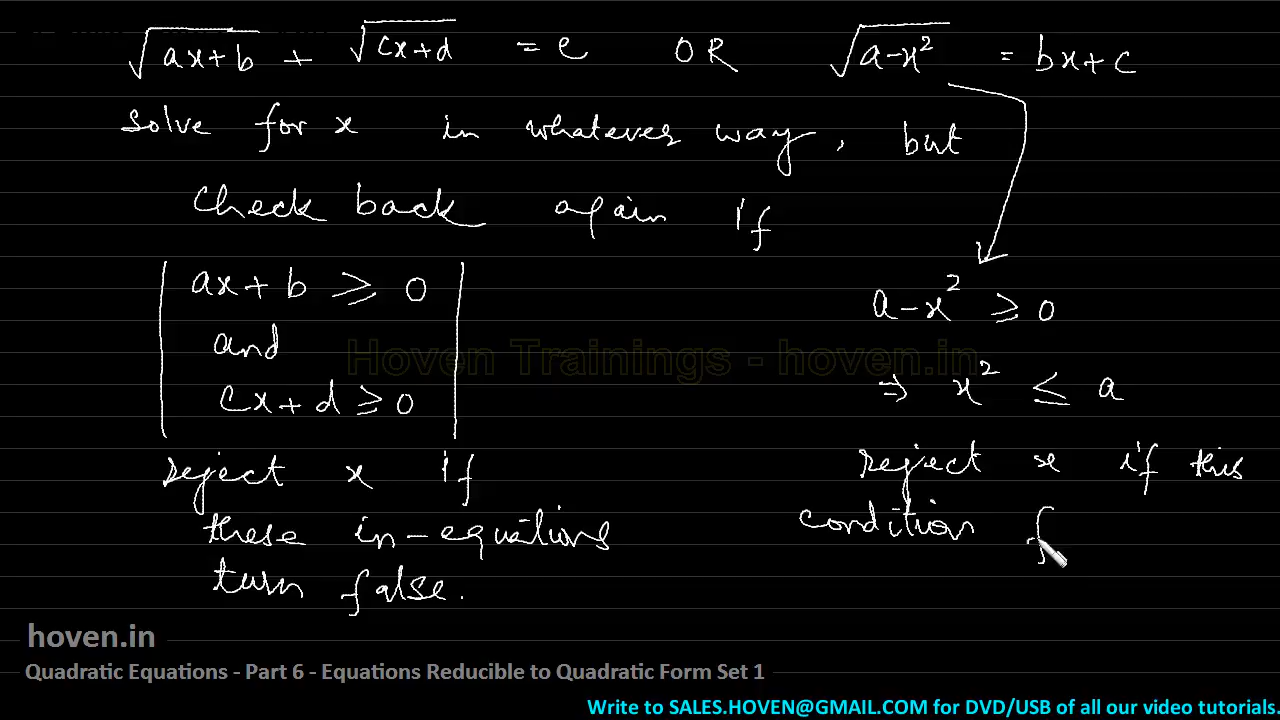 √(ax+b) + √(cx+d) = e OR √(a-x²) = bx+c
solve for x in whatever way, but
check back again if
ax+b ≥ 0
and
cx+d ≥ 0
reject x if
these in-equations
turn false.
a-x² ≥ 0
⇒ x² ≤ a
reject x if this
condition f
Hoven Trainings - hoven.in
hoven.in
Quadratic Equations - Part 6 - Equations Reducible to Quadratic Form Set 1
Write to SALES.HOVEN@GMAIL.COM for DVD/USB of all our video tutorials.